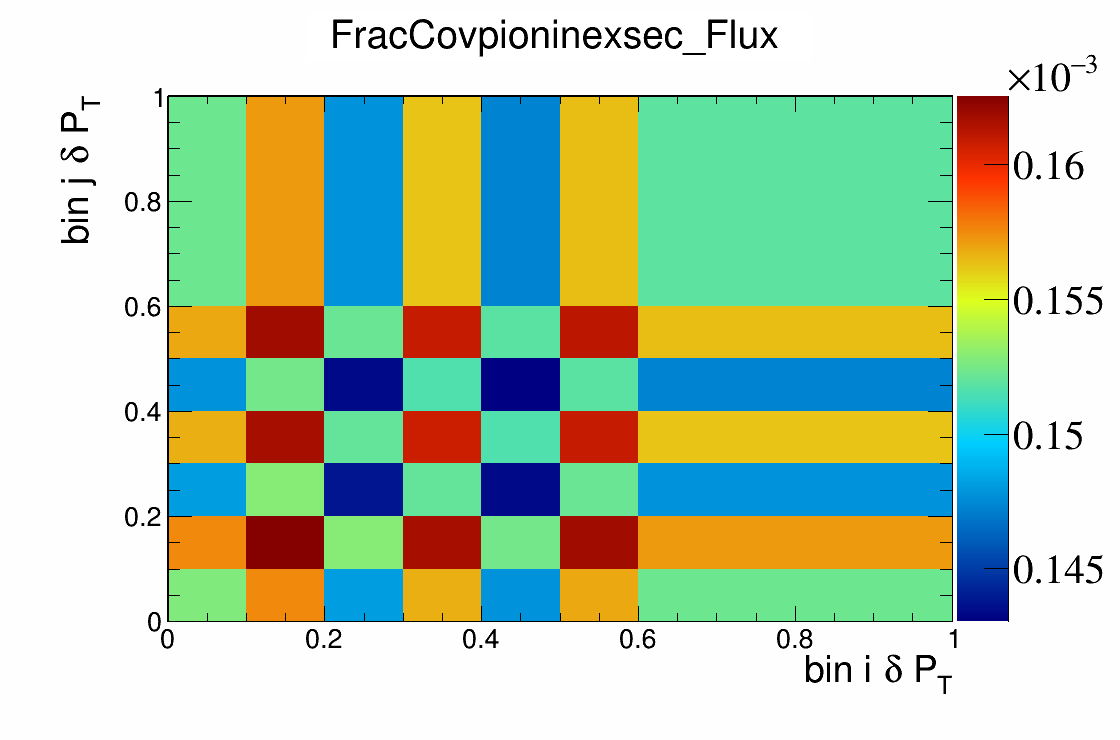 FracCovpioninexsec_Flux
×10⁻³
bin j δ P_T
1
0.8
0.6
0.4
0.2
0
0 0.2 0.4 0.6 0.8 1
bin i δ P_T
0.16
0.155
0.15
0.145